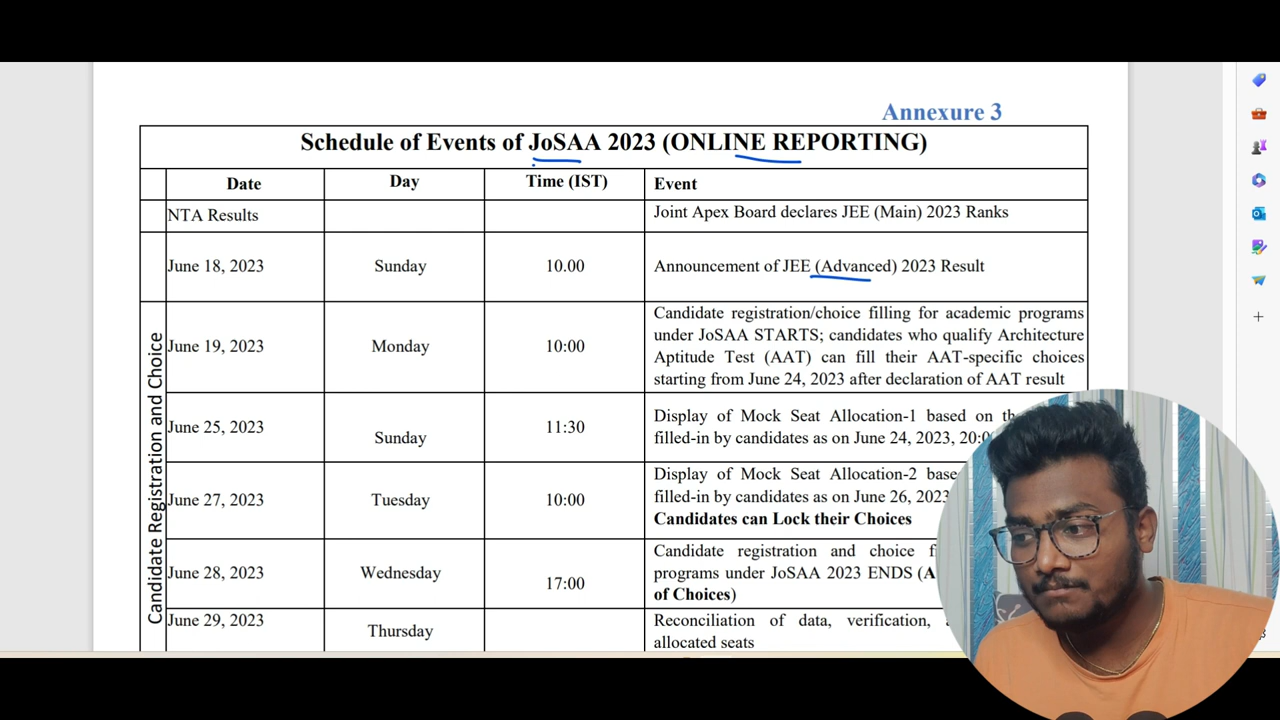 Annexure 3
Schedule of Events of JoSAA 2023 (ONLINE REPORTING)
Date Day Time (IST) Event
NTA Results Joint Apex Board declares JEE (Main) 2023 Ranks
June 18, 2023 Sunday 10.00 Announcement of JEE (Advanced) 2023 Result
Candidate Registration and Choice
June 19, 2023 Monday 10:00
Candidate registration/choice filling for academic programs
under JoSAA STARTS; candidates who qualify Architecture
Aptitude Test (AAT) can fill their AAT-specific choices
starting from June 24, 2023 after declaration of AAT result
June 25, 2023 Sunday 11:30
Display of Mock Seat Allocation-1 based on
filled-in by candidates as on June 24, 2023,
June 27, 2023 Tuesday 10:00
Display of Mock Seat Allocation-2
filled-in by candidates as on June 26, 2023
Candidates can Lock their Choices
June 28, 2023 Wednesday 17:00
Candidate registration and choice
programs under JoSAA 2023 ENDS
of Choices)
June 29, 2023 Thursday
Reconciliation of data, verification,
allocated seats